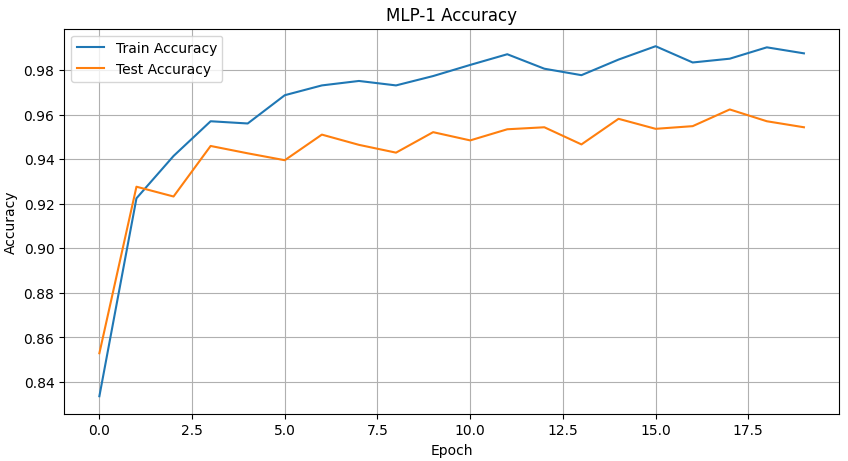 MLP-1 Accuracy
Train Accuracy
Test Accuracy
Accuracy
0.98
0.96
0.94
0.92
0.90
0.88
0.86
0.84
0.0 2.5 5.0 7.5 10.0 12.5 15.0 17.5
Epoch